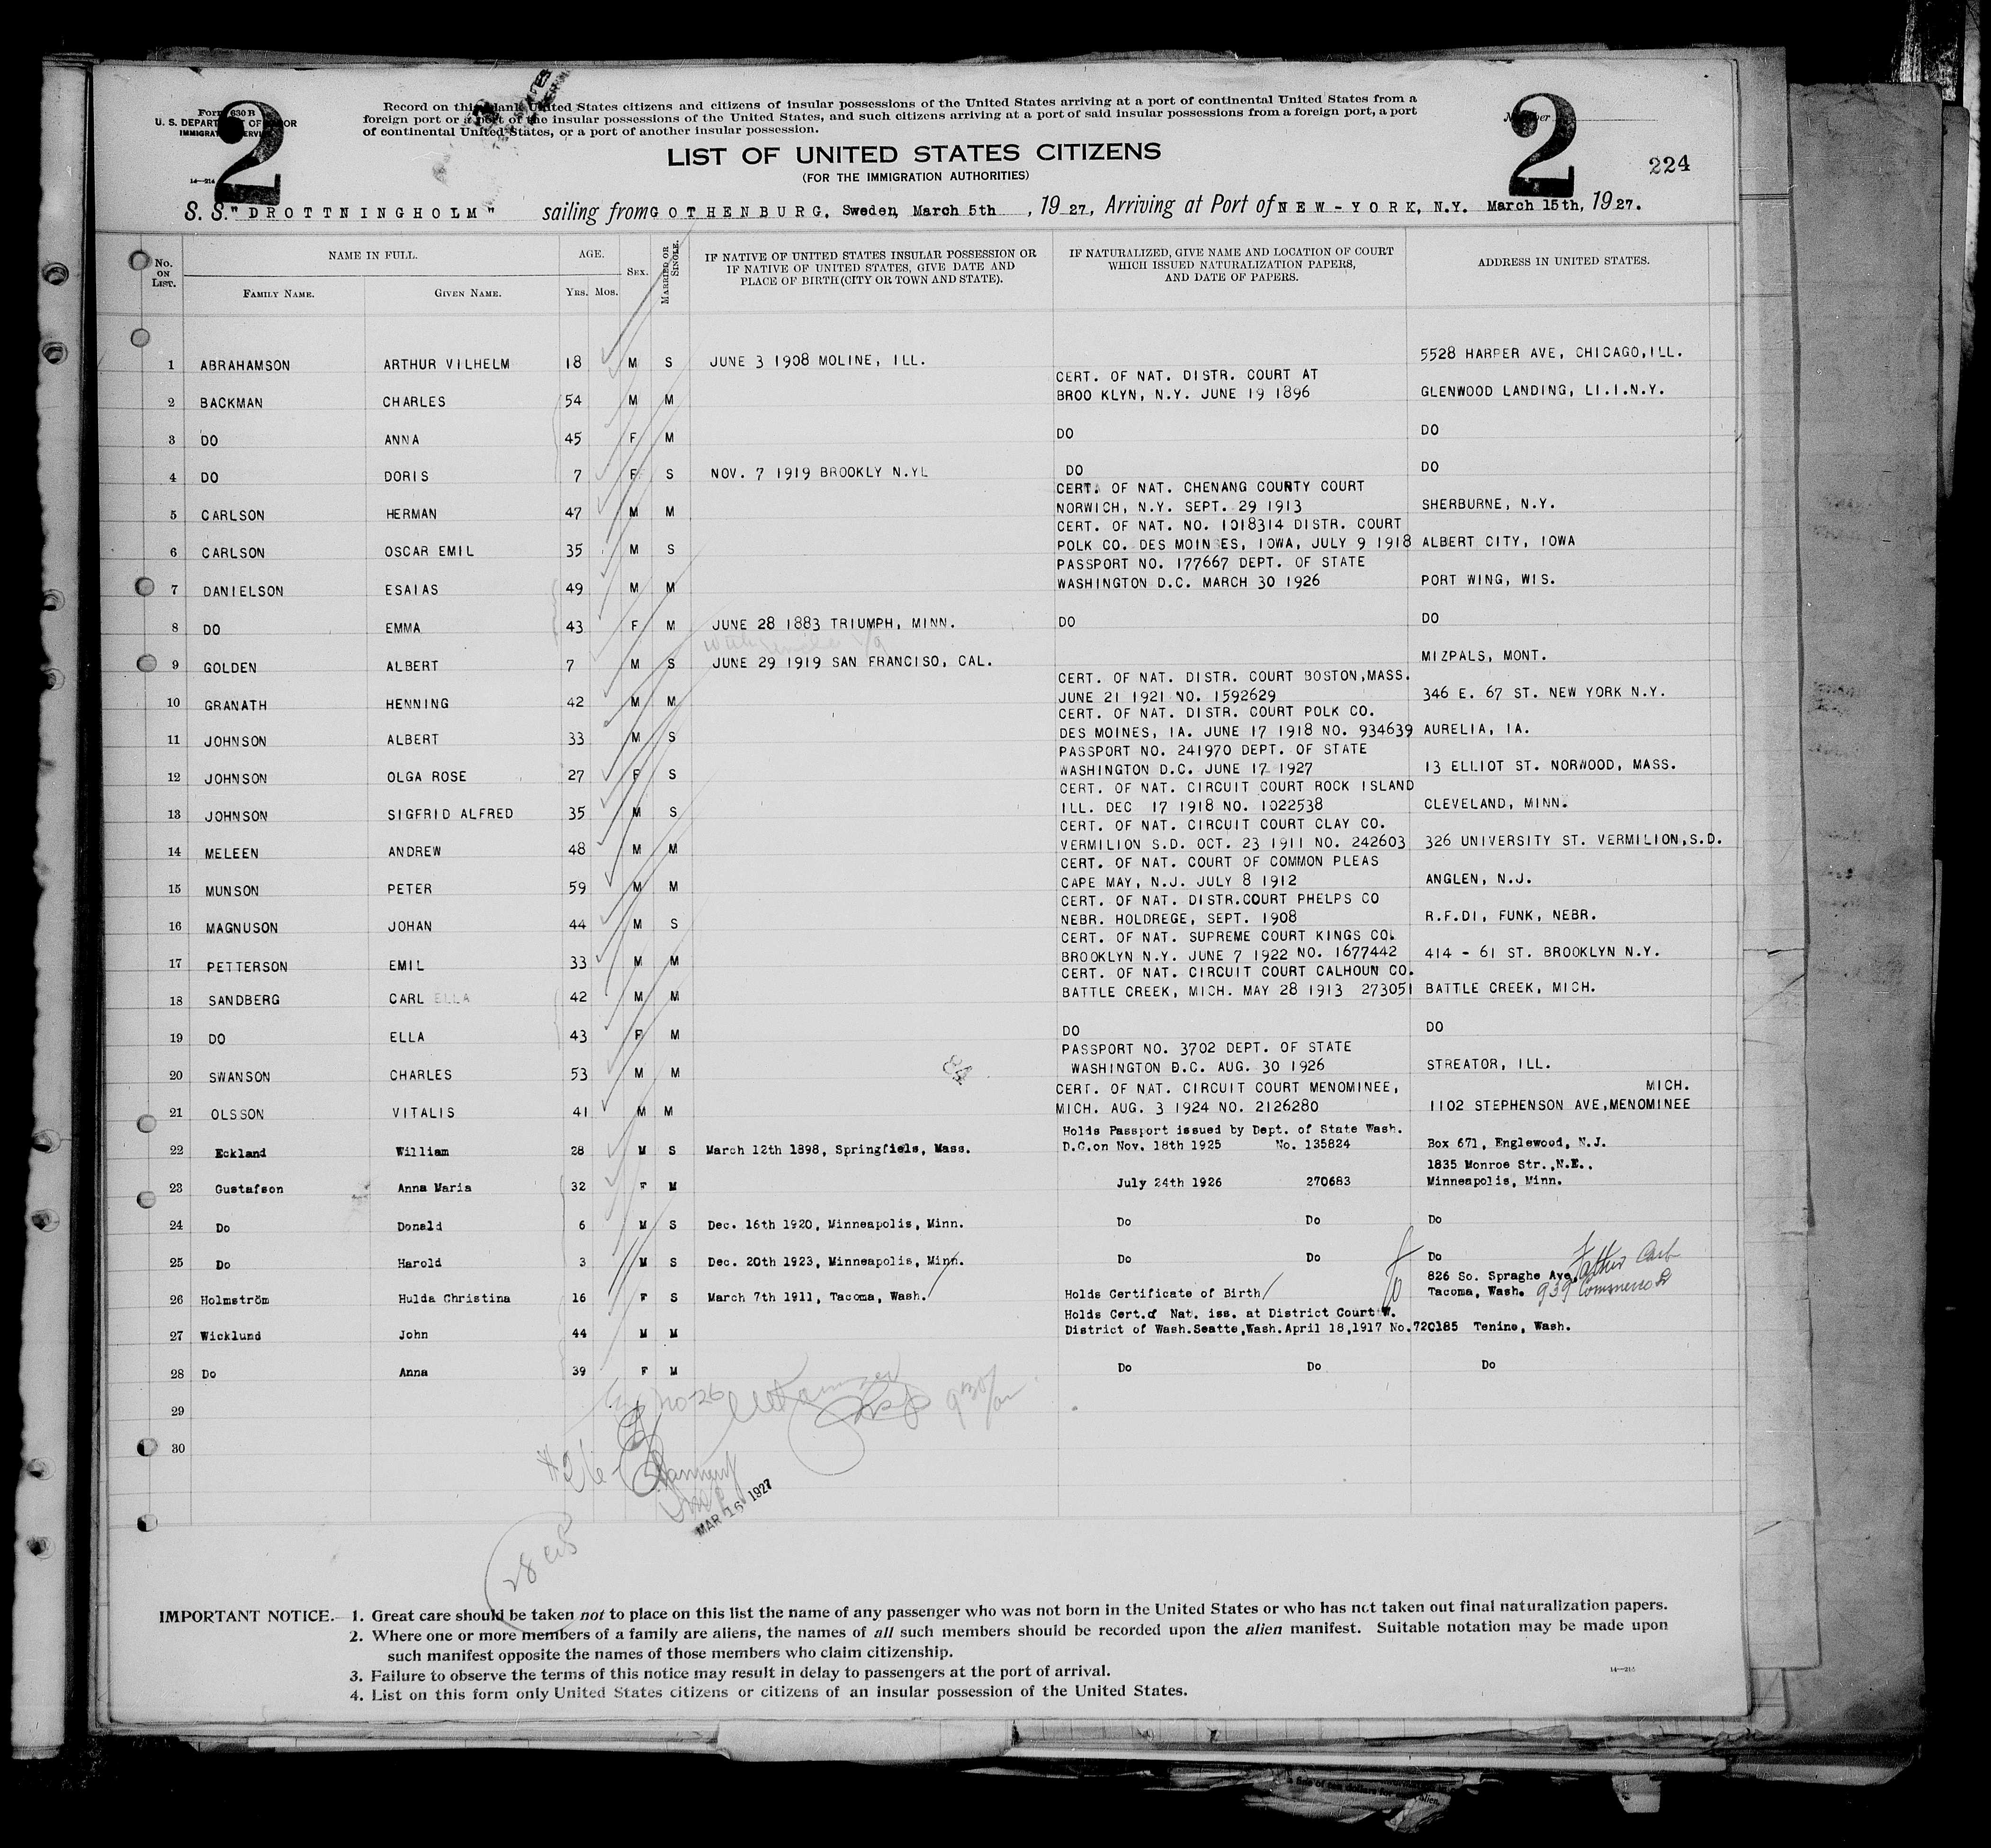 2
Form 630 B
U. S. DEPARTMENT OF LABOR
IMMIGRATION SERVICE
14—214
Record on this blank United States citizens and citizens of insular possessions of the United States arriving at a port of continental United States from a
foreign port or a port of the insular possessions of the United States, and such citizens arriving at a port of said insular possessions from a foreign port, a port
of continental United States, or a port of another insular possession.
2
Number
224
LIST OF UNITED STATES CITIZENS
(FOR THE IMMIGRATION AUTHORITIES)
S. S. "DROTTNINGHOLM" sailing from GOTHENBURG, Sweden, March 5th, 1927, Arriving at Port of NEW-YORK, N.Y. March 15th, 1927.
No. ON LIST. NAME IN FULL. AGE. SEX. MARRIED OR SINGLE. IF NATIVE OF UNITED STATES INSULAR POSSESSION OR IF NATIVE OF UNITED STATES, GIVE DATE AND PLACE OF BIRTH (CITY OR TOWN AND STATE). IF NATURALIZED, GIVE NAME AND LOCATION OF COURT WHICH ISSUED NATURALIZATION PAPERS, AND DATE OF PAPERS. ADDRESS IN UNITED STATES.
FAMILY NAME. GIVEN NAME. YRS. MOS.
1 ABRAHAMSON ARTHUR VILHELM 18 M S JUNE 3 1908 MOLINE, ILL. 5528 HARPER AVE, CHICAGO, ILL.
CERT. OF NAT. DISTR. COURT AT
2 BACKMAN CHARLES 54 M M BROO KLYN, N.Y. JUNE 19 1896 GLENWOOD LANDING, LI.I.N.Y.
3 DO ANNA 45 F M DO DO
4 DO DORIS 7 F S NOV. 7 1919 BROOKLY N.YL DO DO
CERT. OF NAT. CHENANG COURTY COURT
5 CARLSON HERMAN 47 M M NORWICH, N.Y. SEPT. 29 1913 SHERBURNE, N.Y.
CERT. OF NAT. NO. 1018314 DISTR. COURT
6 CARLSON OSCAR EMIL 35 M S POLK CO. DES MOINSES, IOWA, JULY 9 1918 ALBERT CITY, IOWA
PASSPORT NO. 177667 DEPT. OF STATE
7 DANIELSON ESAIAS 49 M M WASHINGTON D.C. MARCH 30 1926 PORT WING, WIS.
8 DO EMMA 43 F M JUNE 28 1883 TRIUMPH, MINN. DO DO
9 GOLDEN ALBERT 7 M S JUNE 29 1919 SAN FRANCISO, CAL. MIZPALS, MONT.
CERT. OF NAT. DISTR. COURT BOSTON, MASS.
10 GRANATH HENNING 42 M M JUNE 21 1921 NO. 1592629 346 E. 67 ST. NEW YORK N.Y.
CERT. OF NAT. DISTR. COURT POLK CO.
11 JOHNSON ALBERT 33 M S DES MOINES, IA. JUNE 17 1918 NO. 934639 AURELIA, IA.
PASSPORT NO. 241970 DEPT. OF STATE
12 JOHNSON OLGA ROSE 27 F S WASHINGTON D.C. JUNE 17 1927 13 ELLIOT ST. NORWOOD, MASS.
CERT. OF NAT. CIRCUIT COURT ROCK ISLAND
13 JOHNSON SIGFRID ALFRED 35 M S ILL. DEC 17 1918 NO. 1022538 CLEVELAND, MINN.
CERT. OF NAT. CIRCUIT COURT CLAY CO.
14 MELEEN ANDREW 48 M M VERMILION S.D. OCT. 23 1911 NO. 242603 326 UNIVERSITY ST. VERMILION, S.D.
CERT. OF NAT. COURT OF COMMON PLEAS
15 MUNSON PETER 59 M M CAPE MAY, N.J. JULY 8 1912 ANGLEN, N.J.
CERT. OF NAT. DISTR.COURT PHELPS CO
16 MAGNUSON JOHAN 44 M S NEBR. HOLDREGE, SEPT. 1908 R.F.DI, FUNK, NEBR.
CERT. OF NAT. SUPREME COURT KINGS CO.
17 PETTERSON EMIL 33 M M BROOKLYN N.Y. JUNE 7 1922 NO. 1677442 414 - 61 ST. BROOKLYN N.Y.
CERT. OF NAT. CIRCUIT COURT CALHOUN CO.
18 SANDBERG CARL ELLA 42 M M BATTLE CREEK, MICH. MAY 28 1913 273051 BATTLE CREEK, MICH.
19 DO ELLA 43 F M DO DO
PASSPORT NO. 3702 DEPT. OF STATE
20 SWANSON CHARLES 53 M M WASHINGTON D.C. AUG. 30 1926 STREATOR, ILL.
CERT. OF NAT. CIRCUIT COURT MENOMINEE, MICH.
21 OLSSON VITALIS 41 M M MICH. AUG. 3 1924 NO. 2126280 1102 STEPHENSON AVE, MENOMINEE
Holds Passport issued by Dept. of State Wash.
22 Eckland William 28 M S March 12th 1898, Springfiels, Mass. D.C.on Nov. 18th 1925 No. 135824 Box 671, Englewood, N.J.
1835 Monroe Str.,N.E.,
23 Gustafson Anna Maria 32 F M July 24th 1926 270683 Minneapolis, Minn.
24 Do Donald 6 M S Dec. 16th 1920, Minneapolis, Minn. Do Do Do
25 Do Harold 3 M S Dec. 20th 1923, Minneapolis, Minn. Do Do Do
826 So. Spraghe Ave, Father Carl
26 Holmström Hulda Christina 16 F S March 7th 1911, Tacoma, Wash. Holds Certificate of Birth Tacoma, Wash. 939 Commerce St
Holds Cert.d Nat. iss. at District Court W.
27 Wicklund John 44 M M District of Wash.Seatte,Wash.April 18,1917 No.720185 Tenino, Wash.
28 Do Anna 39 F M Do Do Do
29
30
no 26
930/an
#26
MAR 16 1927
28 US
IMPORTANT NOTICE.— 1. Great care should be taken not to place on this list the name of any passenger who was not born in the United States or who has not taken out final naturalization papers.
2. Where one or more members of a family are aliens, the names of all such members should be recorded upon the alien manifest. Suitable notation may be made upon
such manifest opposite the names of those members who claim citizenship.
3. Failure to observe the terms of this notice may result in delay to passengers at the port of arrival.
4. List on this form only United States citizens or citizens of an insular possession of the United States.
14—214